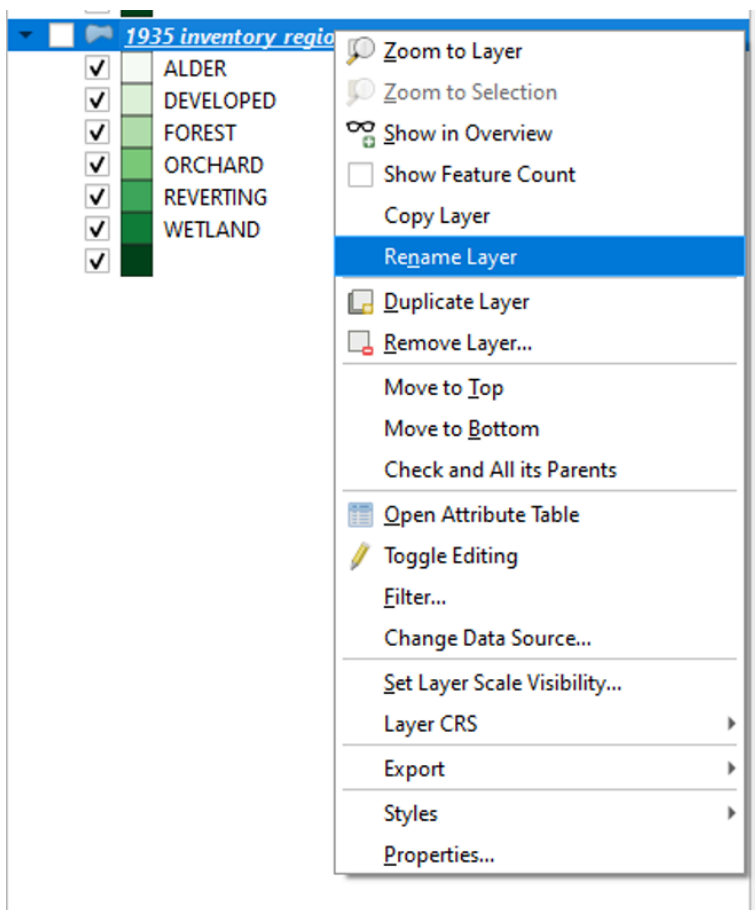 1935 inventory regio
ALDER
DEVELOPED
FOREST
ORCHARD
REVERTING
WETLAND
Zoom to Layer
Zoom to Selection
Show in Overview
Show Feature Count
Copy Layer
Rename Layer
Duplicate Layer
Remove Layer...
Move to Top
Move to Bottom
Check and All its Parents
Open Attribute Table
Toggle Editing
Filter...
Change Data Source...
Set Layer Scale Visibility...
Layer CRS
Export
Styles
Properties...